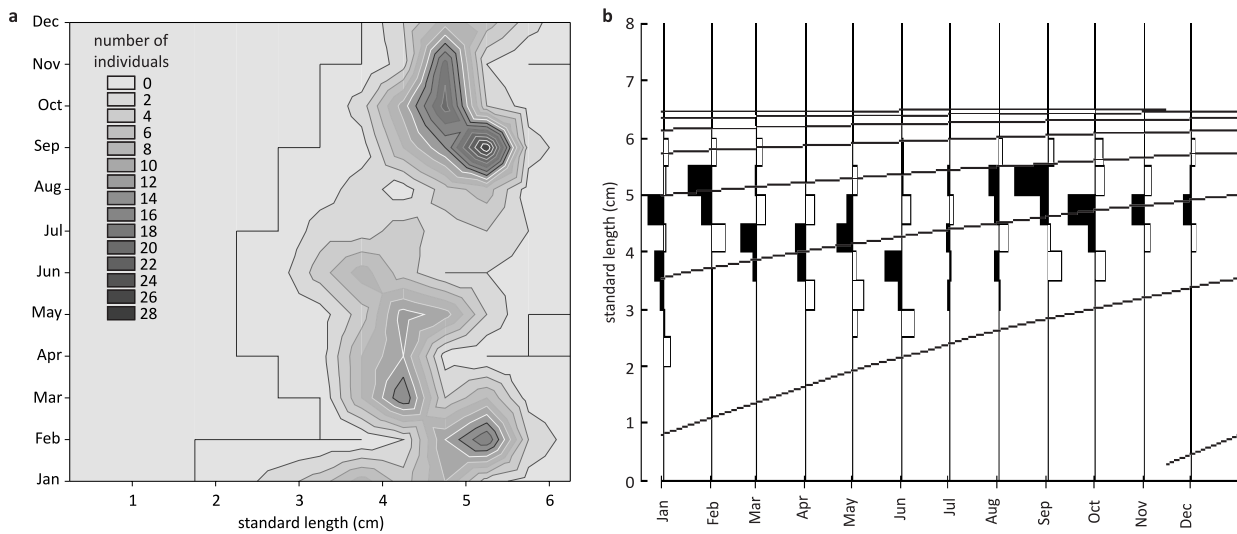 a
Dec
Nov
Oct
Sep
Aug
Jul
Jun
May
Apr
Mar
Feb
Jan
number of
individuals
0
2
4
6
8
10
12
14
16
18
20
22
24
26
28
1 2 3 4 5 6
standard length (cm)
b
8
7
6
5
4
3
2
1
0
standard length (cm)
Jan Feb Mar Apr May Jun Jul Aug Sep Oct Nov Dec